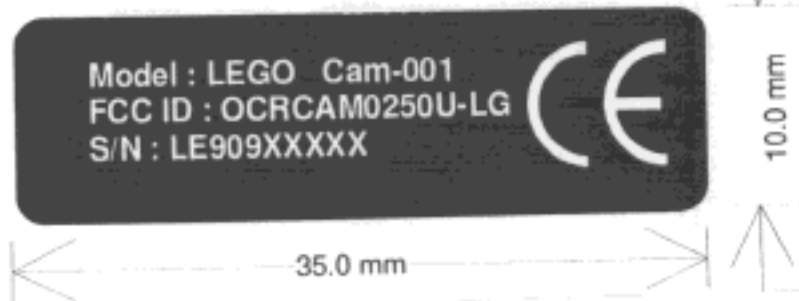 Model : LEGO Cam-001
FCC ID : OCRCAM0250U-LG
S/N : LE909XXXXX
CE
10.0 mm
35.0 mm